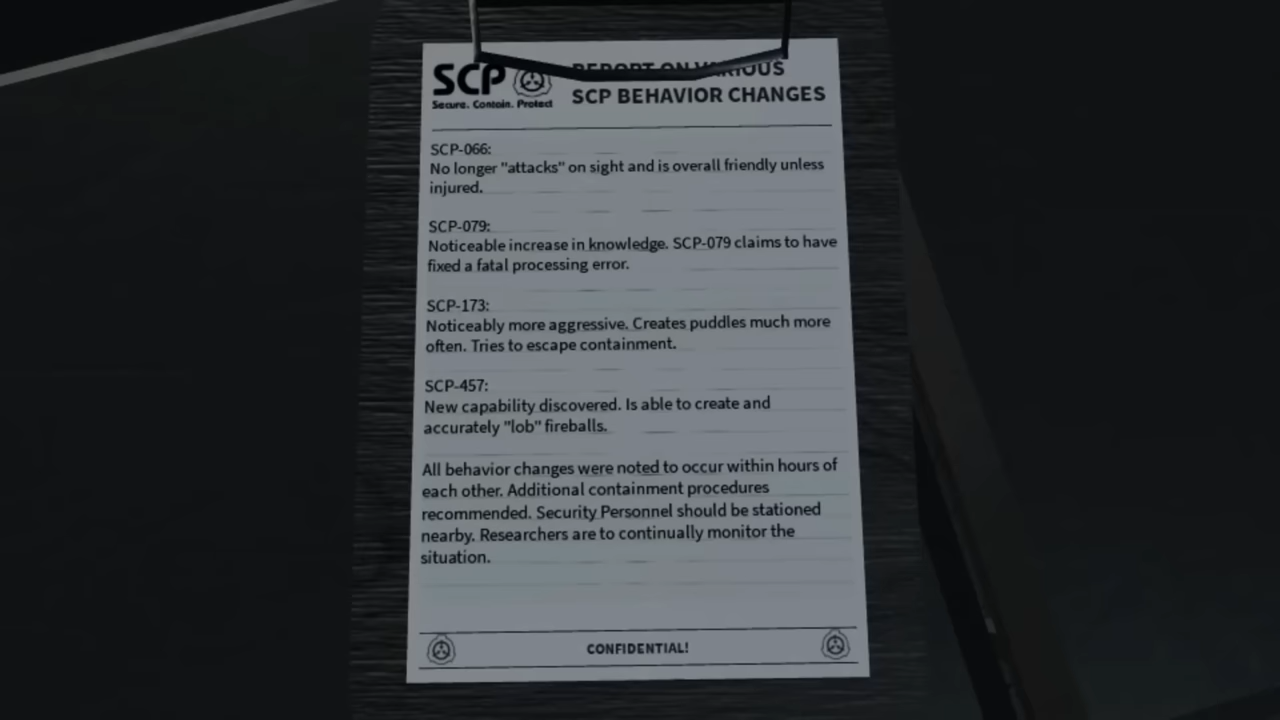 SCP
Secure. Contain. Protect
REPORT ON VARIOUS
SCP BEHAVIOR CHANGES
SCP-066:
No longer "attacks" on sight and is overall friendly unless
injured.
SCP-079:
Noticeable increase in knowledge. SCP-079 claims to have
fixed a fatal processing error.
SCP-173:
Noticeably more aggressive. Creates puddles much more
often. Tries to escape containment.
SCP-457:
New capability discovered. Is able to create and
accurately "lob" fireballs.
All behavior changes were noted to occur within hours of
each other. Additional containment procedures
recommended. Security Personnel should be stationed
nearby. Researchers are to continually monitor the
situation.
CONFIDENTIAL!